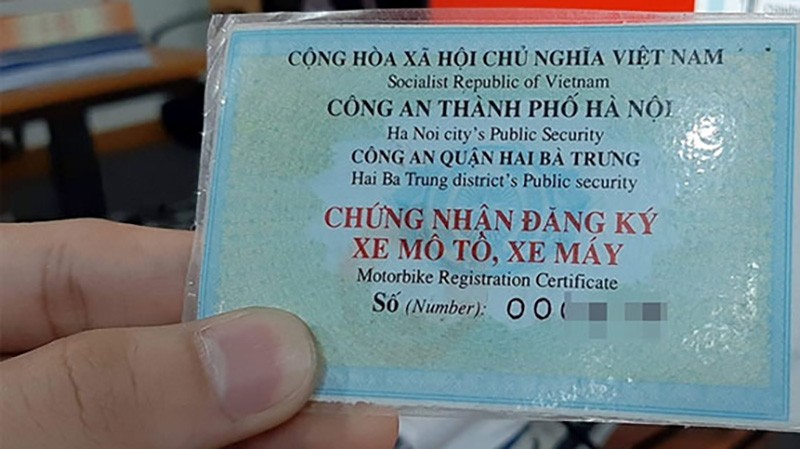 CỘNG HÒA XÃ HỘI CHỦ NGHĨA VIỆT NAM
Socialist Republic of Vietnam
CÔNG AN THÀNH PHỐ HÀ NỘI
Ha Noi city's Public Security
CÔNG AN QUẬN HAI BÀ TRƯNG
Hai Ba Trung district's Public security
CHỨNG NHẬN ĐĂNG KÝ
XE MÔ TÔ, XE MÁY
Motorbike Registration Certificate
Số (Number): 00